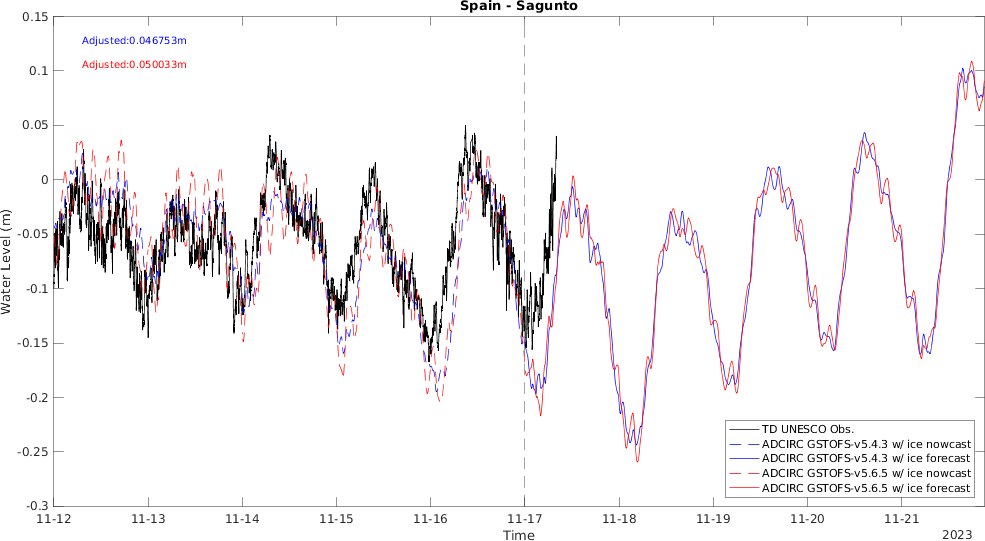 Spain - Sagunto
0.15
Adjusted:0.046753m
Adjusted:0.050033m
0.1
0.05
0
-0.05
-0.1
-0.15
-0.2
-0.25
-0.3
Water Level (m)
TD UNESCO Obs.
ADCIRC GSTOFS-v5.4.3 w/ ice nowcast
ADCIRC GSTOFS-v5.4.3 w/ ice forecast
ADCIRC GSTOFS-v5.6.5 w/ ice nowcast
ADCIRC GSTOFS-v5.6.5 w/ ice forecast
11-12 11-13 11-14 11-15 11-16 11-17 11-18 11-19 11-20 11-21
Time
2023